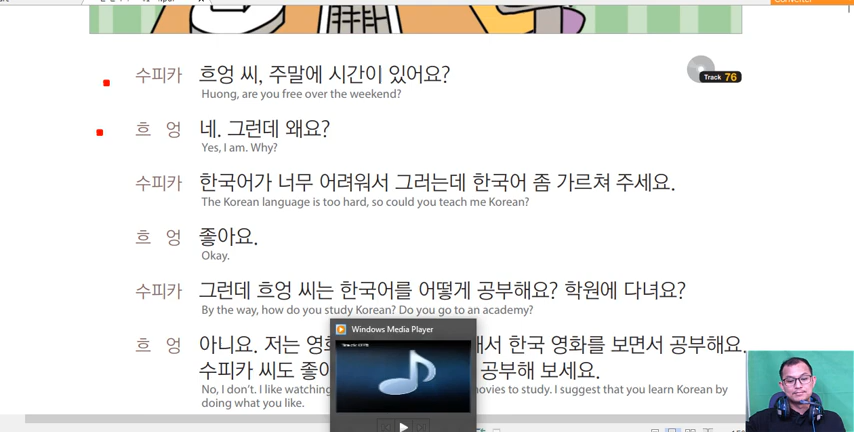 Converter
수피카 흐엉 씨, 주말에 시간이 있어요?
Huong, are you free over the weekend?
Track 76
흐 엉 네. 그런데 왜요?
Yes, I am. Why?
수피카 한국어가 너무 어려워서 그러는데 한국어 좀 가르쳐 주세요.
The Korean language is too hard, so could you teach me Korean?
흐 엉 좋아요.
Okay.
수피카 그런데 흐엉 씨는 한국어를 어떻게 공부해요? 학원에 다녀요?
By the way, how do you study Korean? Do you go to an academy?
Windows Media Player
흐 엉 아니요. 저는 영화 해서 한국 영화를 보면서 공부해요.
수피카 씨도 좋아 공부해 보세요.
No, I don't. I like watching movies to study. I suggest that you learn Korean by
doing what you like.